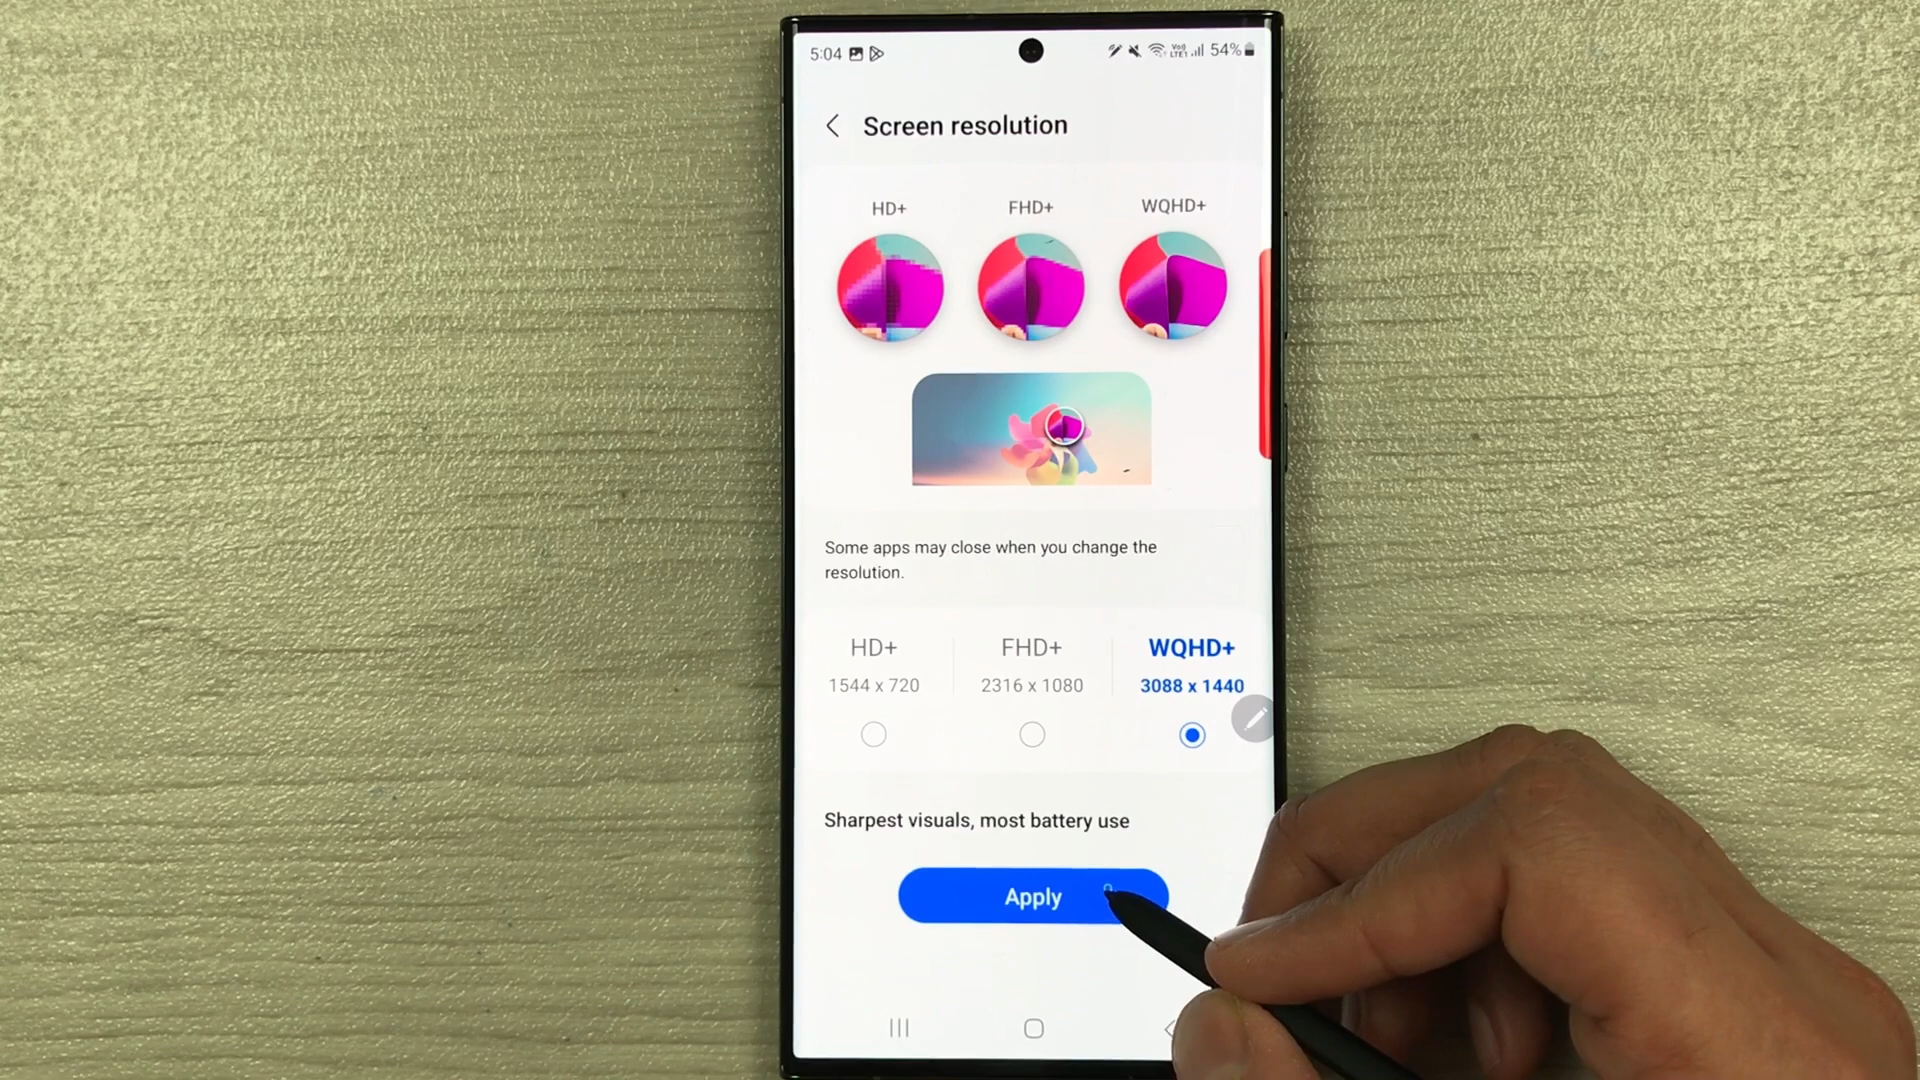 5:04 54%
Screen resolution
HD+ FHD+ WQHD+
Some apps may close when you change the
resolution.
HD+ FHD+ WQHD+
1544 x 720 2316 x 1080 3088 x 1440
Sharpest visuals, most battery use
Apply